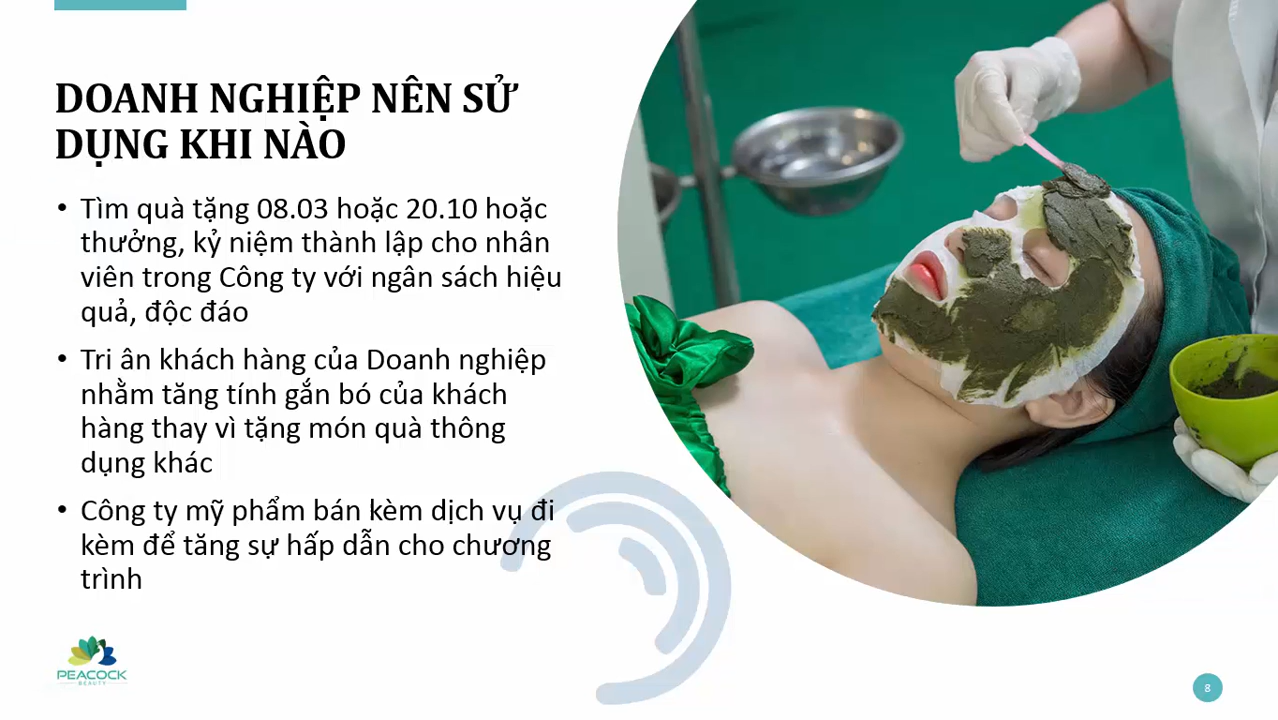 DOANH NGHIỆP NÊN SỬ
DỤNG KHI NÀO
• Tìm quà tặng 08.03 hoặc 20.10 hoặc
thưởng, kỷ niệm thành lập cho nhân
viên trong Công ty với ngân sách hiệu
quả, độc đáo
• Tri ân khách hàng của Doanh nghiệp
nhằm tăng tính gắn bó của khách
hàng thay vì tặng món quà thông
dụng khác
• Công ty mỹ phẩm bán kèm dịch vụ đi
kèm để tăng sự hấp dẫn cho chương
trình
PEACOCK
BEAUTY
8